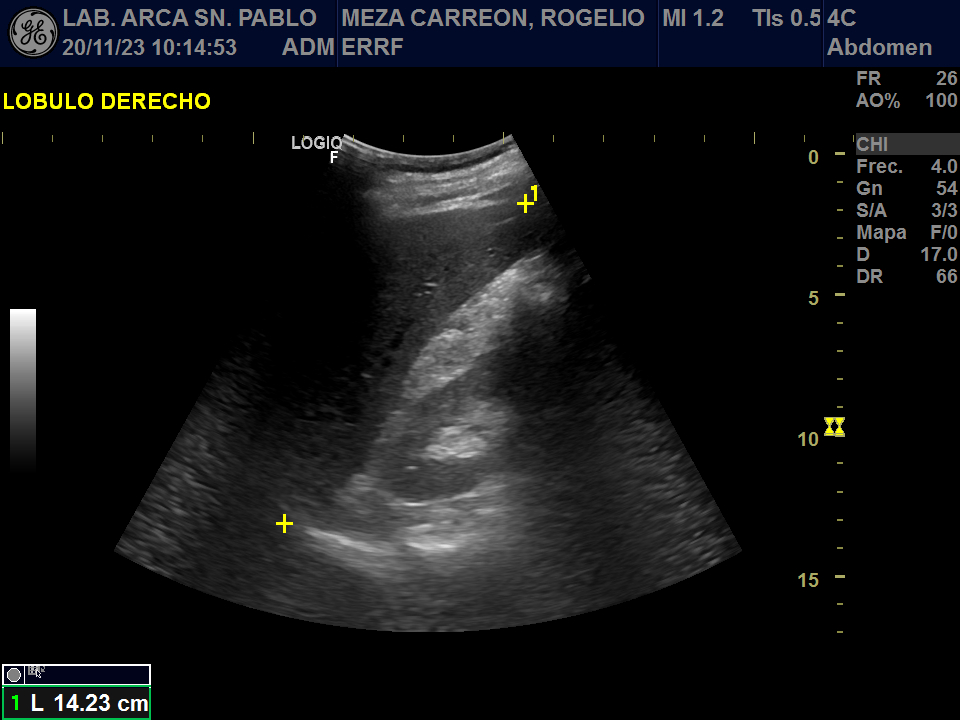 LAB. ARCA SN. PABLO
MEZA CARREON, ROGELIO
MI 1.2
TIs 0.5
4C
20/11/23 10:14:53
ADM
ERRF
Abdomen
LOBULO DERECHO
FR 26
AO% 100
LOGIQ
F
CHI
Frec. 4.0
Gn 54
S/A 3/3
Mapa F/0
D 17.0
DR 66
1
0
5
10
15
1 L 14.23 cm